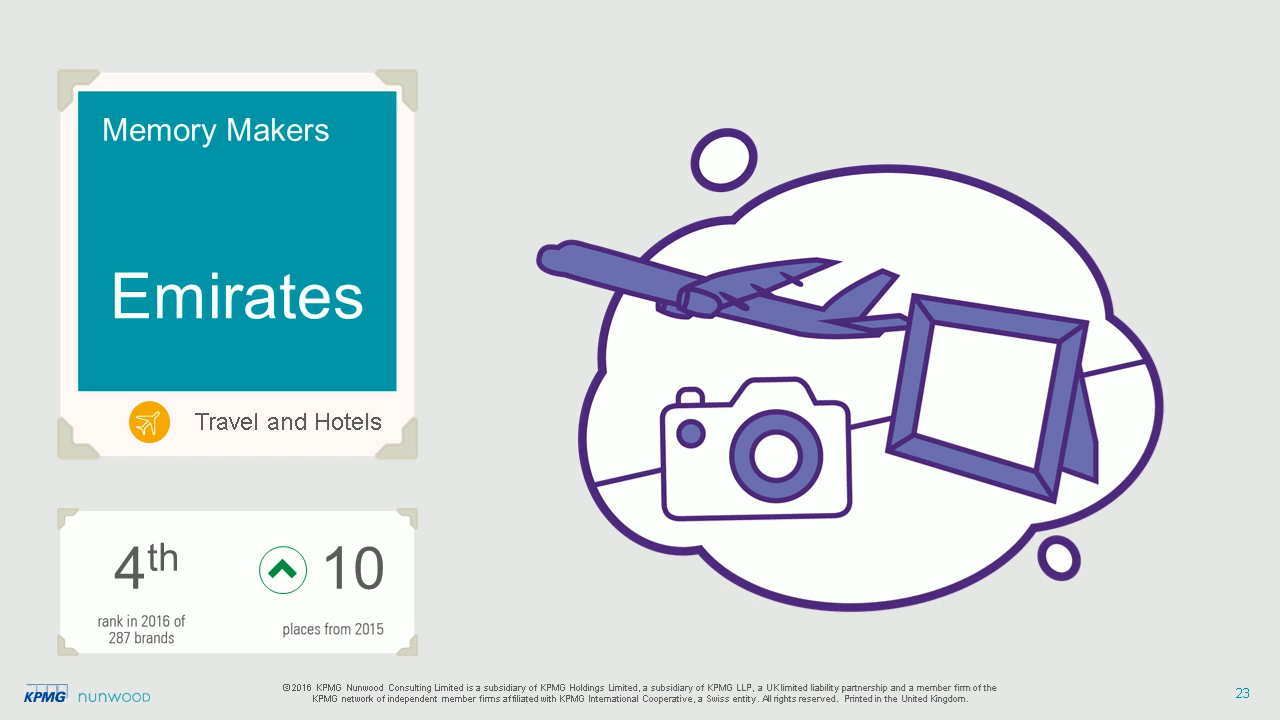 Memory Makers
Emirates
Travel and Hotels
4th
rank in 2016 of
287 brands
10
places from 2015
KPMG nunwood
©2016 KPMG Nunwood Consulting Limited is a subsidiary of KPMG Holdings Limited, a subsidiary of KPMG LLP, a UK limited liability partnership and a member firm of the
KPMG network of independent member firms affiliated with KPMG International Cooperative, a Swiss entity. All rights reserved. Printed in the United Kingdom.
23